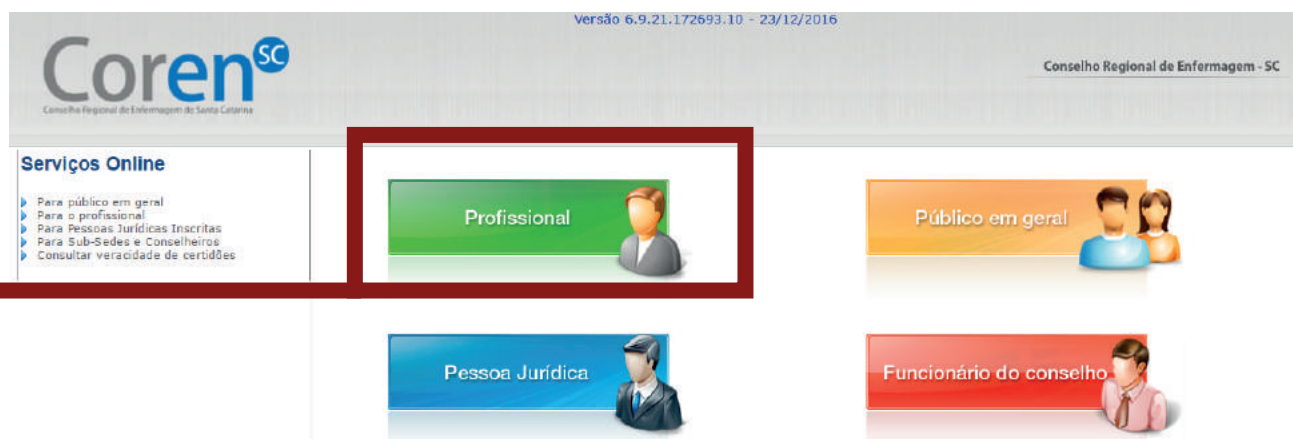 Versão 6.9.21.172693.10 - 23/12/2016
Coren SC
Conselho Regional de Enfermagem de Santa Catarina
Conselho Regional de Enfermagem - SC
Serviços Online
Para público em geral
Para o profissional
Para Pessoas Jurídicas Inscritas
Para Sub-Sedes e Conselheiros
Consultar veracidade de certidões
Profissional
Público em geral
Pessoa Jurídica
Funcionário do conselho